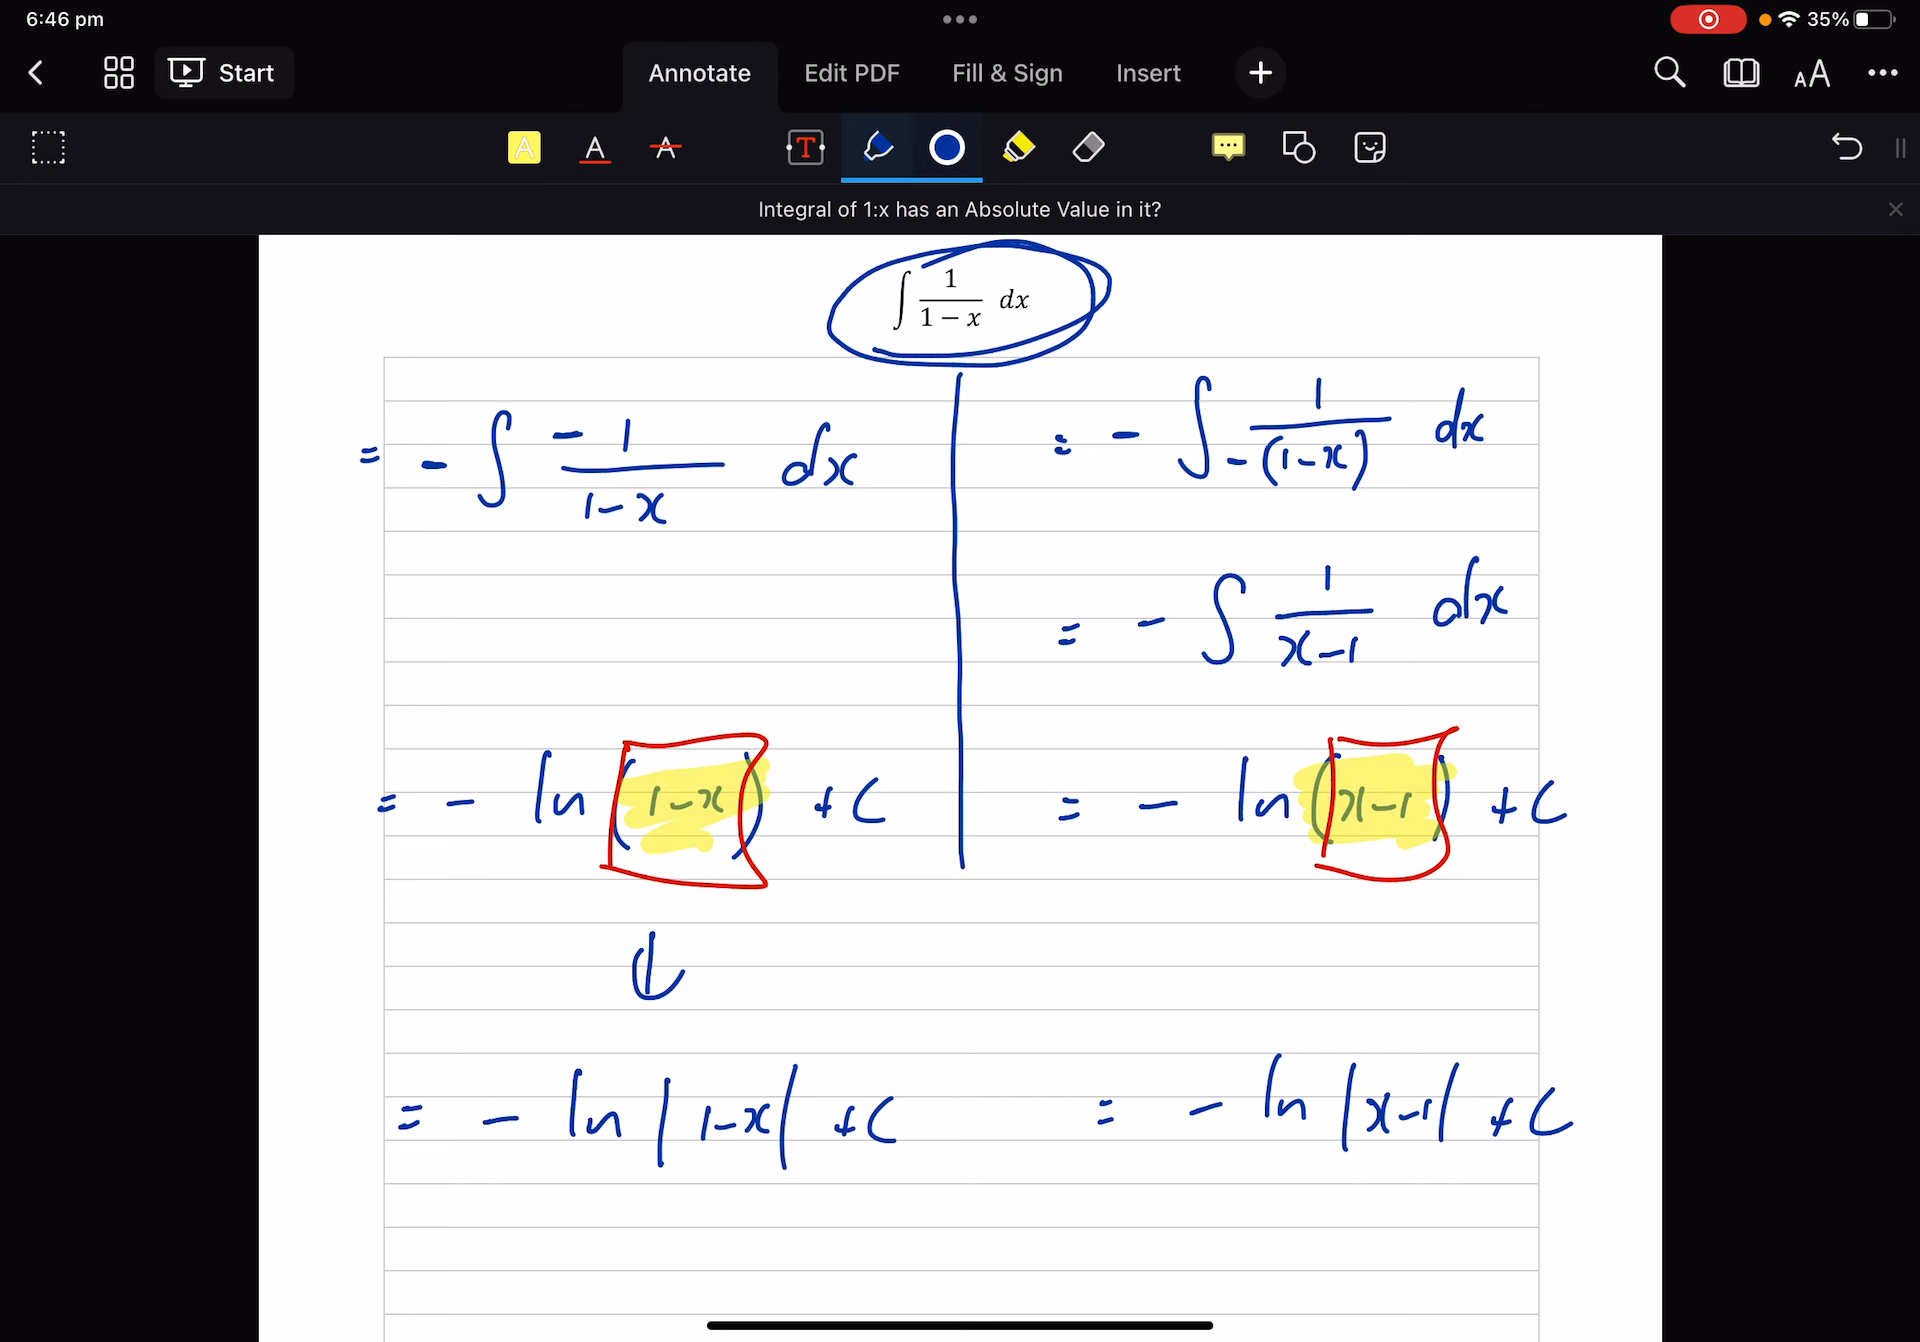 6:46 pm
35%
Start
Annotate
Edit PDF
Fill & Sign
Insert
AA
A A A T
Integral of 1:x has an Absolute Value in it?
∫ 1/(1 − x) dx
= - ∫ -1/(1-x) dx
= - ∫ 1/(-(1-x)) dx
= - ∫ 1/(x-1) dx
= - ln (1-x) + C
= - ln (x-1) + C
= - ln |1-x| + C
= - ln |x-1| + C